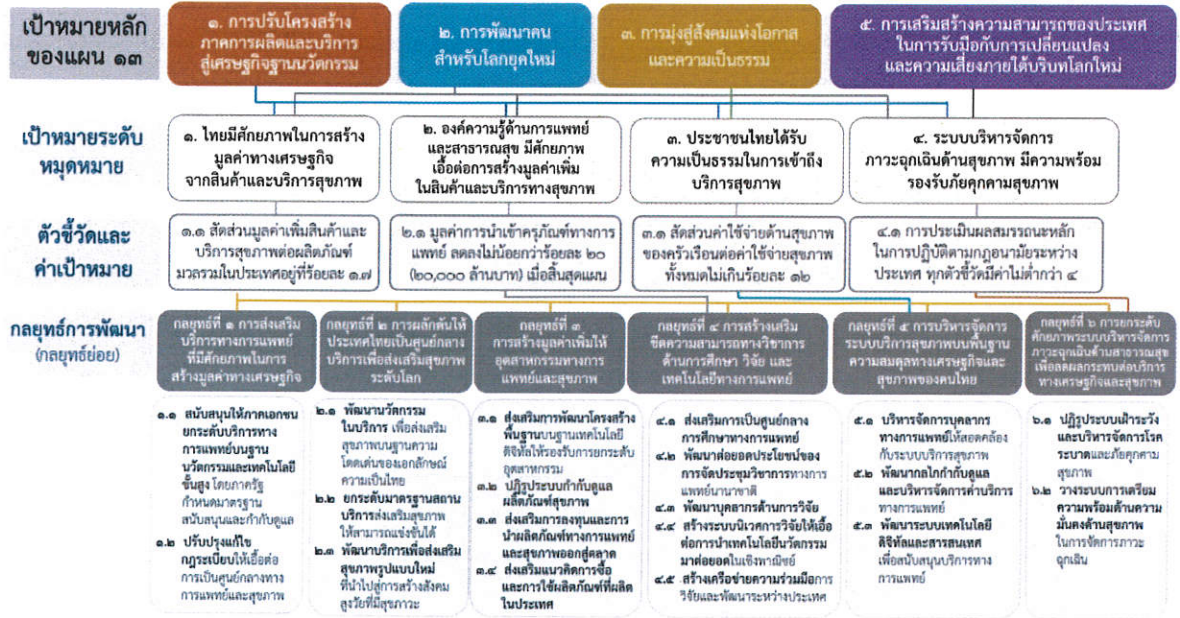 เป้าหมายหลัก
ของแผน ๑๓
๑. การปรับโครงสร้าง
ภาคการผลิตและบริการ
สู่เศรษฐกิจฐานนวัตกรรม
๒. การพัฒนาคน
สำหรับโลกยุคใหม่
๓. การมุ่งสู่สังคมแห่งโอกาส
และความเป็นธรรม
๕. การเสริมสร้างความสามารถของประเทศ
ในการรับมือกับการเปลี่ยนแปลง
และความเสี่ยงภายใต้บริบทโลกใหม่
เป้าหมายระดับ
หมุดหมาย
๑. ไทยมีศักยภาพในการสร้าง
มูลค่าทางเศรษฐกิจ
จากสินค้าและบริการสุขภาพ
๒. องค์ความรู้ด้านการแพทย์
และสาธารณสุข มีศักยภาพ
เอื้อต่อการสร้างมูลค่าเพิ่ม
ในสินค้าและบริการทางสุขภาพ
๓. ประชาชนไทยได้รับ
ความเป็นธรรมในการเข้าถึง
บริการสุขภาพ
๔. ระบบบริหารจัดการ
ภาวะฉุกเฉินด้านสุขภาพ มีความพร้อม
รองรับภัยคุกคามสุขภาพ
ตัวชี้วัดและ
ค่าเป้าหมาย
๑.๑ สัดส่วนมูลค่าเพิ่มสินค้าและ
บริการสุขภาพต่อผลิตภัณฑ์
มวลรวมในประเทศอยู่ที่ร้อยละ ๑.๗
๒.๑ มูลค่าการนำเข้าครุภัณฑ์ทางการ
แพทย์ ลดลงไม่น้อยกว่าร้อยละ ๒๐
(๒๐,๐๐๐ ล้านบาท) เมื่อสิ้นสุดแผน
๓.๑ สัดส่วนค่าใช้จ่ายด้านสุขภาพ
ของครัวเรือนต่อค่าใช้จ่ายสุขภาพ
ทั้งหมดไม่เกินร้อยละ ๑๒
๔.๑ การประเมินผลสมรรถนะหลัก
ในการปฏิบัติตามกฎอนามัยระหว่าง
ประเทศ ทุกตัวชี้วัดมีค่าไม่ต่ำกว่า ๔
กลยุทธ์การพัฒนา
(กลยุทธ์ย่อย)
กลยุทธ์ที่ ๑ การส่งเสริม
บริการทางการแพทย์
ที่มีศักยภาพในการ
สร้างมูลค่าทางเศรษฐกิจ
กลยุทธ์ที่ ๒ การผลักดันให้
ประเทศไทยเป็นศูนย์กลาง
บริการเพื่อส่งเสริมสุขภาพ
ระดับโลก
กลยุทธ์ที่ ๓
การสร้างมูลค่าเพิ่มให้
อุตสาหกรรมทางการ
แพทย์และสุขภาพ
กลยุทธ์ที่ ๔ การสร้างเสริม
ขีดความสามารถทางวิชาการ
ด้านการศึกษา วิจัย และ
เทคโนโลยีทางการแพทย์
กลยุทธ์ที่ ๕ การบริหารจัดการ
ระบบบริการสุขภาพบนพื้นฐาน
ความสมดุลทางเศรษฐกิจและ
สุขภาพของคนไทย
กลยุทธ์ที่ ๖ การยกระดับ
ศักยภาพระบบบริหารจัดการ
ภาวะฉุกเฉินด้านสาธารณสุข
เพื่อลดผลกระทบต่อบริการ
ทางเศรษฐกิจและสุขภาพ
๑.๑ สนับสนุนให้ภาคเอกชน
ยกระดับบริการทาง
การแพทย์บนฐาน
นวัตกรรมและเทคโนโลยี
ขั้นสูง โดยภาครัฐ
กำหนดมาตรฐาน
สนับสนุนและกำกับดูแล
๑.๒ ปรับปรุงแก้ไข
กฎระเบียบให้เอื้อต่อ
การเป็นศูนย์กลางทาง
การแพทย์และสุขภาพ
๒.๑ พัฒนานวัตกรรม
ในบริการ เพื่อส่งเสริม
สุขภาพบนฐานความ
โดดเด่นของเอกลักษณ์
ความเป็นไทย
๒.๒ ยกระดับมาตรฐานสถาน
บริการส่งเสริมสุขภาพ
ให้สามารถแข่งขันได้
๒.๓ พัฒนาบริการเพื่อส่งเสริม
สุขภาพรูปแบบใหม่
ที่นำไปสู่การสร้างสังคม
สูงวัยที่มีสุขภาวะ
๓.๑ ส่งเสริมการพัฒนาโครงสร้าง
พื้นฐานบนฐานเทคโนโลยี
ดิจิทัลให้รองรับการยกระดับ
อุตสาหกรรม
๓.๒ ปฏิรูประบบกำกับดูแล
ผลิตภัณฑ์สุขภาพ
๓.๓ ส่งเสริมการลงทุนและการ
นำผลิตภัณฑ์ทางการแพทย์
และสุขภาพออกสู่ตลาด
๓.๔ ส่งเสริมแนวคิดการซื้อ
และการใช้ผลิตภัณฑ์ที่ผลิต
ในประเทศ
๔.๑ ส่งเสริมการเป็นศูนย์กลาง
การศึกษาทางการแพทย์
๔.๒ พัฒนาต่อยอดประโยชน์ของ
การจัดประชุมวิชาการทางการ
แพทย์นานาชาติ
๔.๓ พัฒนาบุคลากรด้านการวิจัย
๔.๔ สร้างระบบนิเวศการวิจัยให้เอื้อ
ต่อการนำเทคโนโลยีนวัตกรรม
มาต่อยอดในเชิงพาณิชย์
๔.๕ สร้างเครือข่ายความร่วมมือการ
วิจัยและพัฒนาระหว่างประเทศ
๕.๑ บริหารจัดการบุคลากร
ทางการแพทย์ให้สอดคล้อง
กับระบบบริการสุขภาพ
๕.๒ พัฒนากลไกกำกับดูแล
และบริหารจัดการค่าบริการ
ทางการแพทย์
๕.๓ พัฒนาระบบเทคโนโลยี
ดิจิทัลและสารสนเทศ
เพื่อสนับสนุนบริการทาง
การแพทย์
๖.๑ ปฏิรูประบบเฝ้าระวัง
และบริหารจัดการโรค
ระบาดและภัยคุกคาม
สุขภาพ
๖.๒ วางระบบการเตรียม
ความพร้อมด้านความ
มั่นคงด้านสุขภาพ
ในการจัดการภาวะ
ฉุกเฉิน